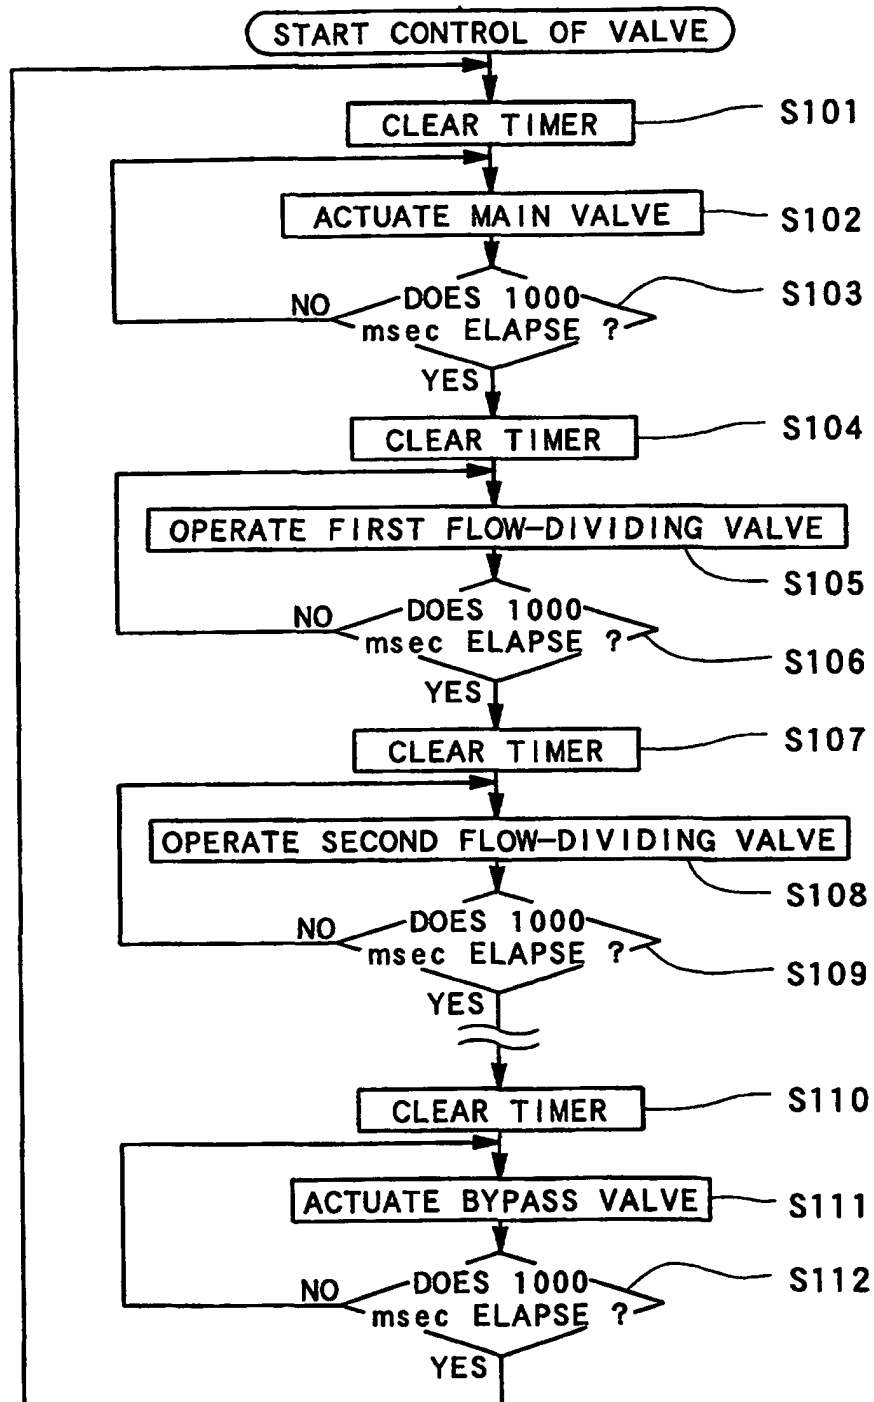 START CONTROL OF VALVE
CLEAR TIMER
S101
ACTUATE MAIN VALVE
S102
DOES 1000
msec ELAPSE ?
S103
NO
YES
CLEAR TIMER
S104
OPERATE FIRST FLOW-DIVIDING VALVE
S105
DOES 1000
msec ELAPSE ?
S106
NO
YES
CLEAR TIMER
S107
OPERATE SECOND FLOW-DIVIDING VALVE
S108
DOES 1000
msec ELAPSE ?
S109
NO
YES
CLEAR TIMER
S110
ACTUATE BYPASS VALVE
S111
DOES 1000
msec ELAPSE ?
S112
NO
YES